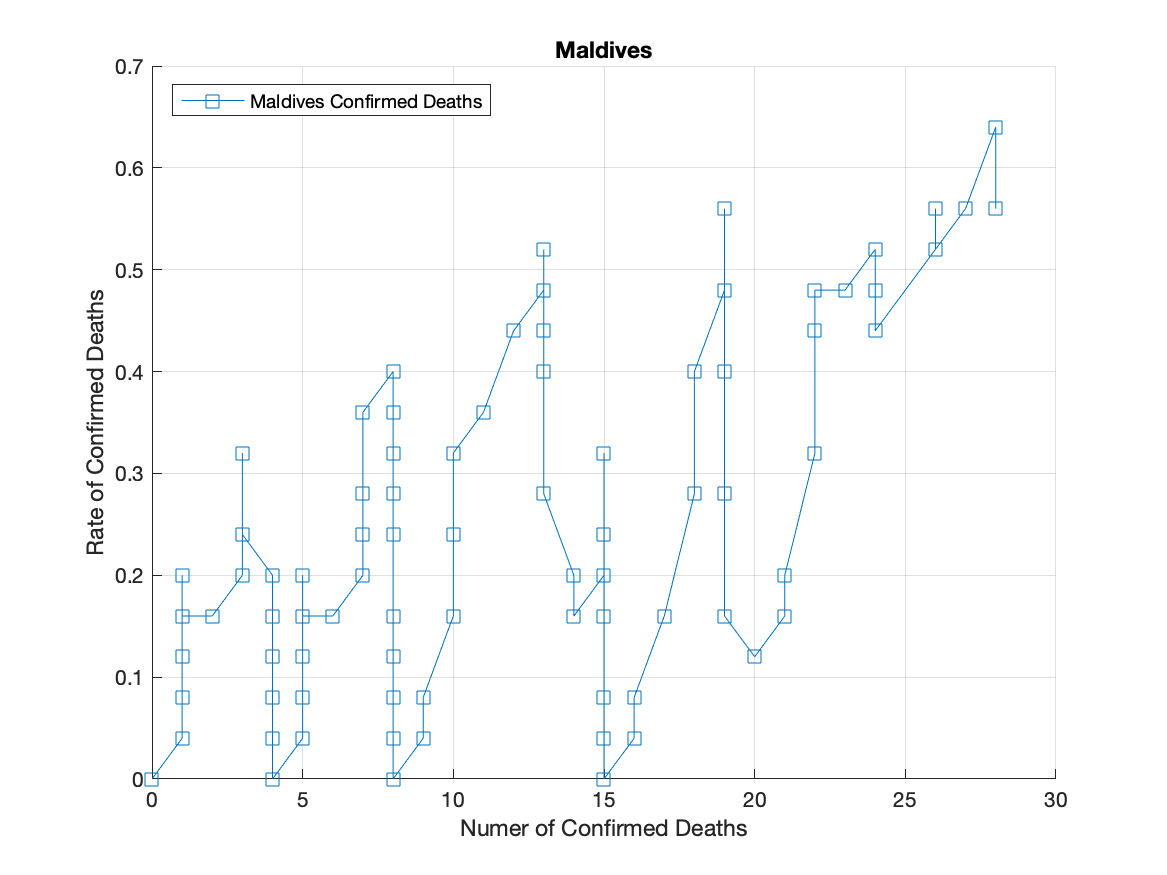 Maldives
0.7
Maldives Confirmed Deaths
0.6
0.5
0.4
0.3
0.2
0.1
0
Rate of Confirmed Deaths
0 5 10 15 20 25 30
Numer of Confirmed Deaths